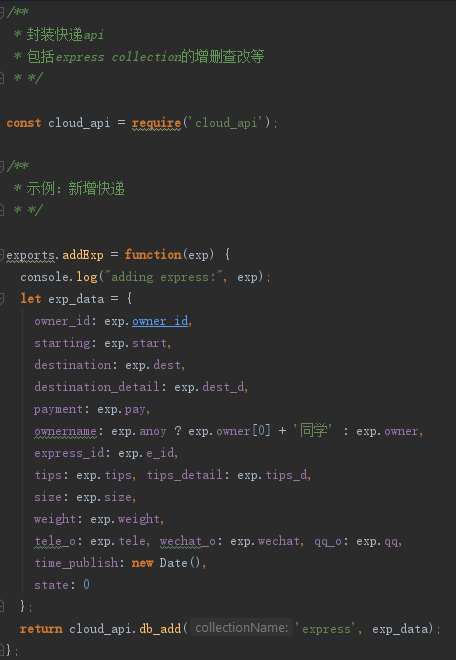 /**
 * 封装快递api
 * 包括express collection的增删查改等
 * */
const cloud_api = require('cloud_api');
/**
 * 示例：新增快递
 * */
exports.addExp = function(exp) {
  console.log("adding express:", exp);
  let exp_data = {
    owner_id: exp.owner_id,
    starting: exp.start,
    destination: exp.dest,
    destination_detail: exp.dest_d,
    payment: exp.pay,
    ownername: exp.anoy ? exp.owner[0] + '同学' : exp.owner,
    express_id: exp.e_id,
    tips: exp.tips, tips_detail: exp.tips_d,
    size: exp.size,
    weight: exp.weight,
    tele_o: exp.tele, wechat_o: exp.wechat, qq_o: exp.qq,
    time_publish: new Date(),
    state: 0
  };
  return cloud_api.db_add( collectionName: 'express', exp_data);
};